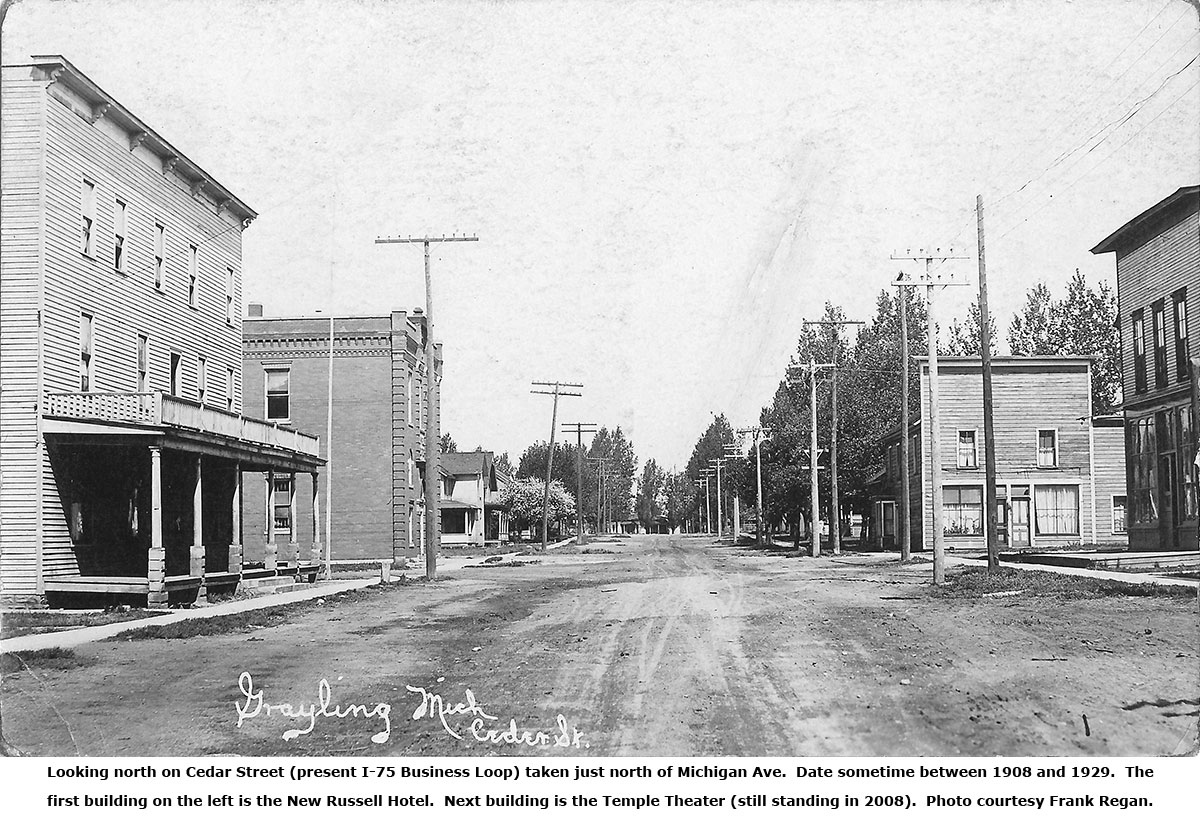 Grayling Mich
Ceder St.
Looking north on Cedar Street (present I-75 Business Loop) taken just north of Michigan Ave.  Date sometime between 1908 and 1929.  The
first building on the left is the New Russell Hotel.  Next building is the Temple Theater (still standing in 2008).  Photo courtesy Frank Regan.